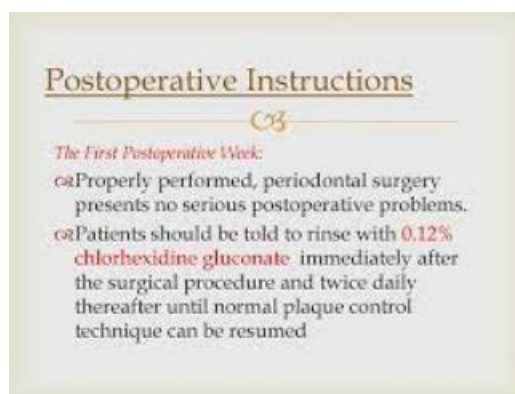 Postoperative Instructions
The First Postoperative Week:
Properly performed, periodontal surgery
presents no serious postoperative problems.
Patients should be told to rinse with 0.12%
chlorhexidine gluconate immediately after
the surgical procedure and twice daily
thereafter until normal plaque control
technique can be resumed